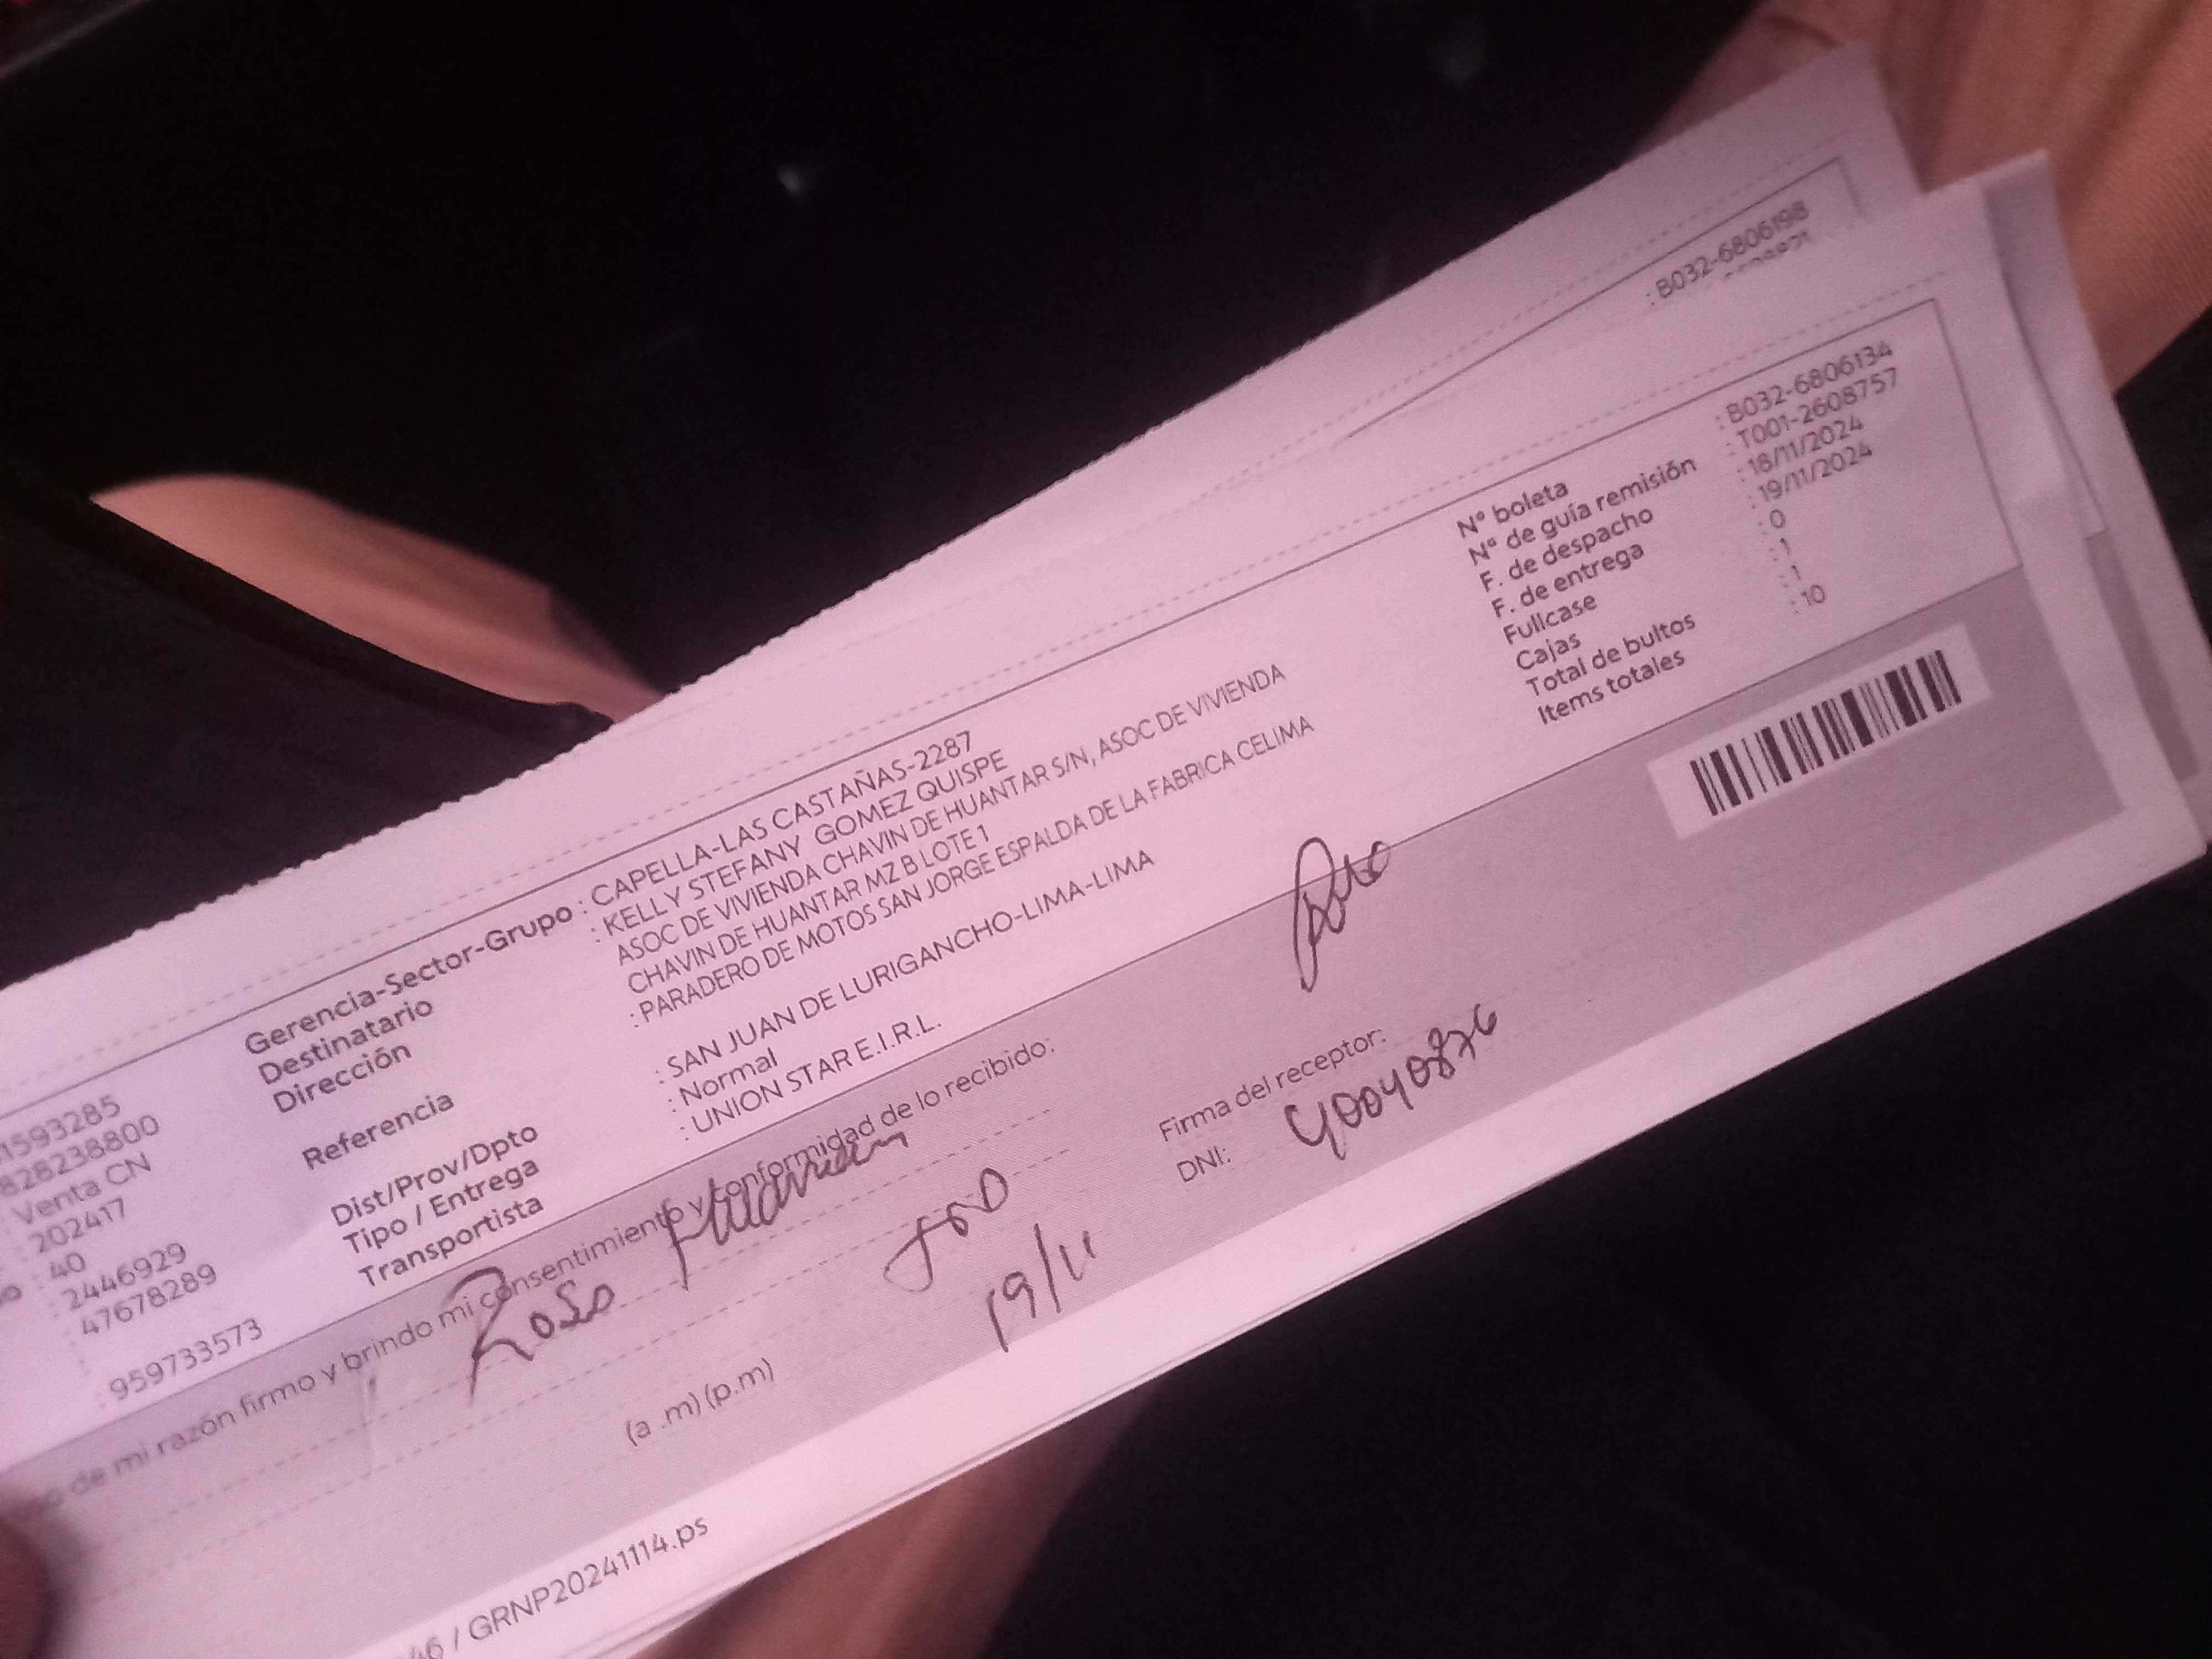 : B032-6806198
1593285
828238800
Venta CN
202417
: 40
: 2446929
47678289
: 959733573
Gerencia-Sector-Grupo : CAPELLA-LAS CASTAÑAS-2287
Destinatario : KELLY STEFANY GOMEZ QUISPE
Dirección ASOC DE VIVIENDA CHAVIN DE HUANTAR S/N, ASOC DE VIVIENDA
CHAVIN DE HUANTAR MZ B LOTE 1
Referencia : PARADERO DE MOTOS SAN JORGE ESPALDA DE LA FABRICA CELIMA
Dist/Prov/Dpto : SAN JUAN DE LURIGANCHO-LIMA-LIMA
Tipo / Entrega : Normal
Transportista : UNION STAR E.I.R.L.
N° boleta : B032-6806134
N° de guía remisión : T001-2608757
F. de despacho : 18/11/2024
F. de entrega : 19/11/2024
Fullcase : 0
Cajas : 1
Total de bultos : 1
Items totales : 10
de mi razón firmo y brindo mi consentimiento y conformidad de lo recibido:
(a .m) (p.m)
19/11
Firma del receptor:
DNI: 40040876
46 / GRNP20241114.ps